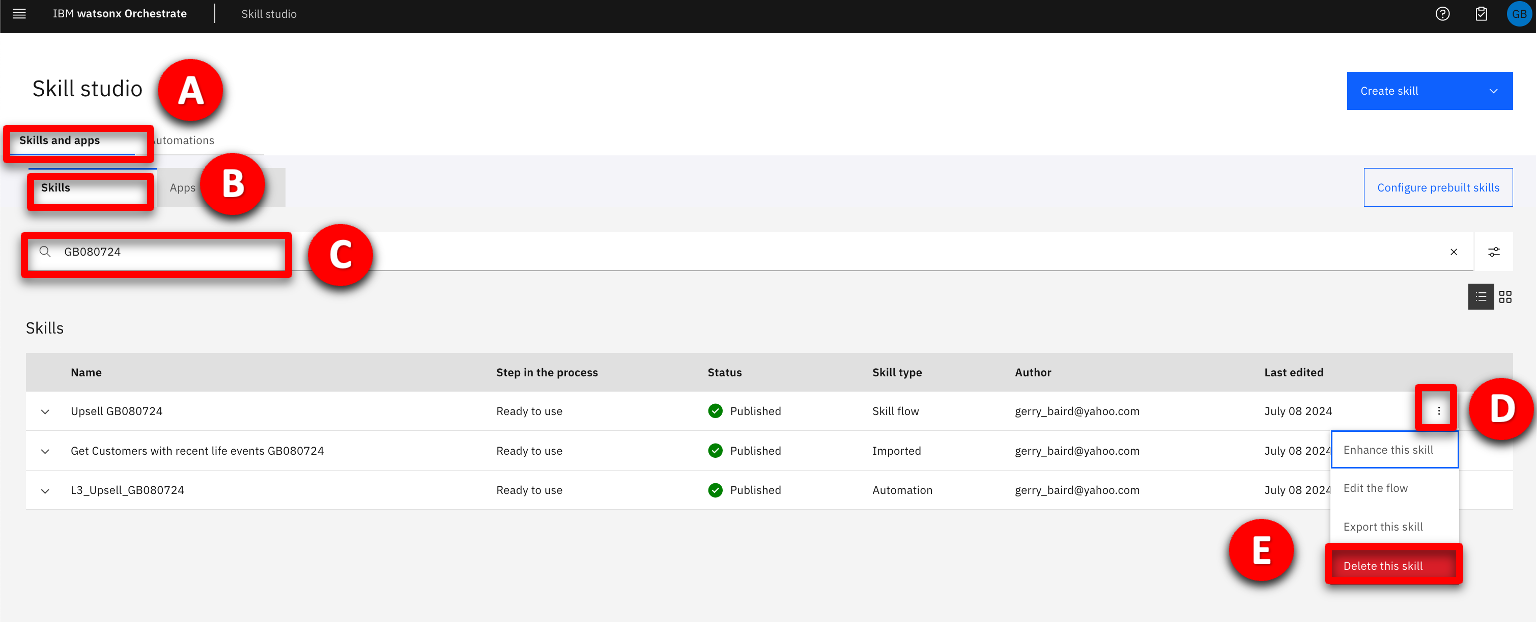 IBM watsonx Orchestrate Skill studio GB
Skill studio A
Create skill
Skills and apps utomations
Skills Apps B
Configure prebuilt skills
GB080724 C
Skills
Name Step in the process Status Skill type Author Last edited
Upsell GB080724 Ready to use Published Skill flow gerry_baird@yahoo.com July 08 2024 D
Get Customers with recent life events GB080724 Ready to use Published Imported gerry_baird@yahoo.com July 08 2024
L3_Upsell_GB080724 Ready to use Published Automation gerry_baird@yahoo.com July 08 2024
Enhance this skill
Edit the flow
Export this skill
E Delete this skill